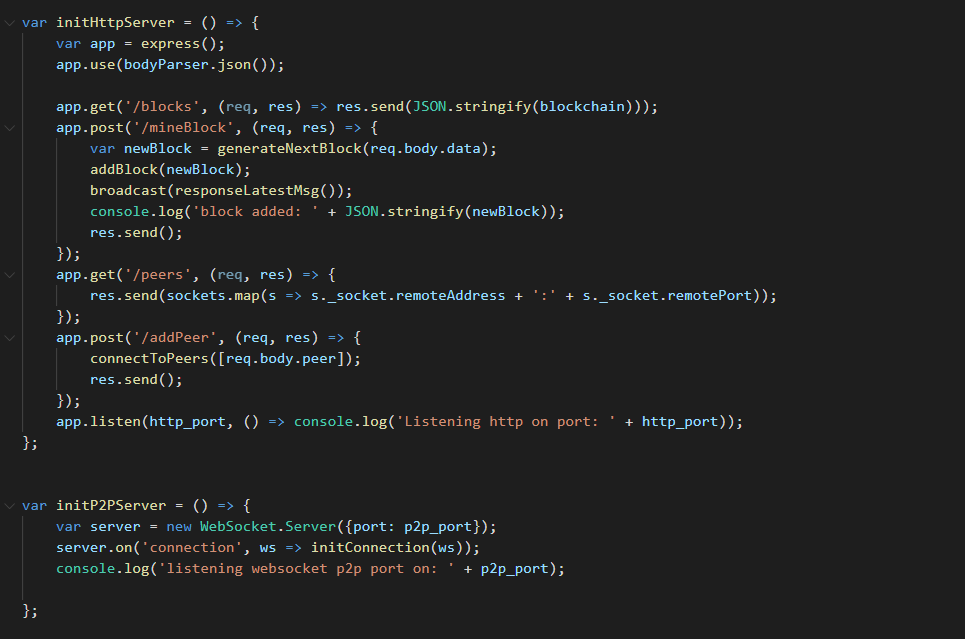 var initHttpServer = () => {
    var app = express();
    app.use(bodyParser.json());

    app.get('/blocks', (req, res) => res.send(JSON.stringify(blockchain)));
    app.post('/mineBlock', (req, res) => {
        var newBlock = generateNextBlock(req.body.data);
        addBlock(newBlock);
        broadcast(responseLatestMsg());
        console.log('block added: ' + JSON.stringify(newBlock));
        res.send();
    });
    app.get('/peers', (req, res) => {
        res.send(sockets.map(s => s._socket.remoteAddress + ':' + s._socket.remotePort));
    });
    app.post('/addPeer', (req, res) => {
        connectToPeers([req.body.peer]);
        res.send();
    });
    app.listen(http_port, () => console.log('Listening http on port: ' + http_port));
};


var initP2PServer = () => {
    var server = new WebSocket.Server({port: p2p_port});
    server.on('connection', ws => initConnection(ws));
    console.log('listening websocket p2p port on: ' + p2p_port);

};